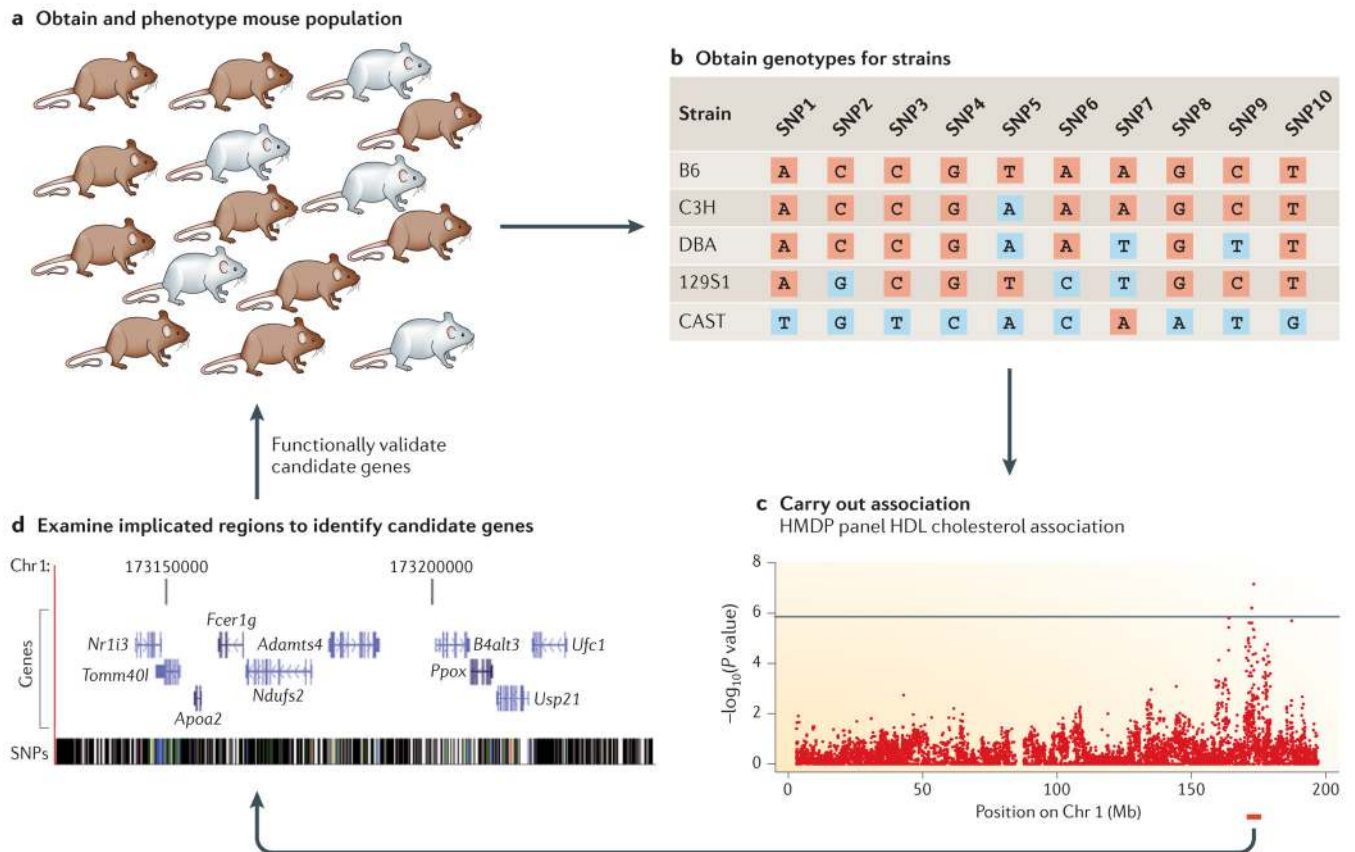 a Obtain and phenotype mouse population
b Obtain genotypes for strains
Strain SNP1 SNP2 SNP3 SNP4 SNP5 SNP6 SNP7 SNP8 SNP9 SNP10
B6 A C C G T A A G C T
C3H A C C G A A A G C T
DBA A C C G A A T G T T
129S1 A G C G T C T G C T
CAST T G T C A C A A T G
Functionally validate
candidate genes
c Carry out association
HMDP panel HDL cholesterol association
8
6
4
2
0
–log10(P value)
0 50 100 150 200
Position on Chr 1 (Mb)
d Examine implicated regions to identify candidate genes
Chr1: 173150000 173200000
Genes
Fcer1g
Nr1i3 Adamts4 B4alt3 Ufc1
Tomm40l Ndufs2 Ppox
Apoa2 Usp21
SNPs